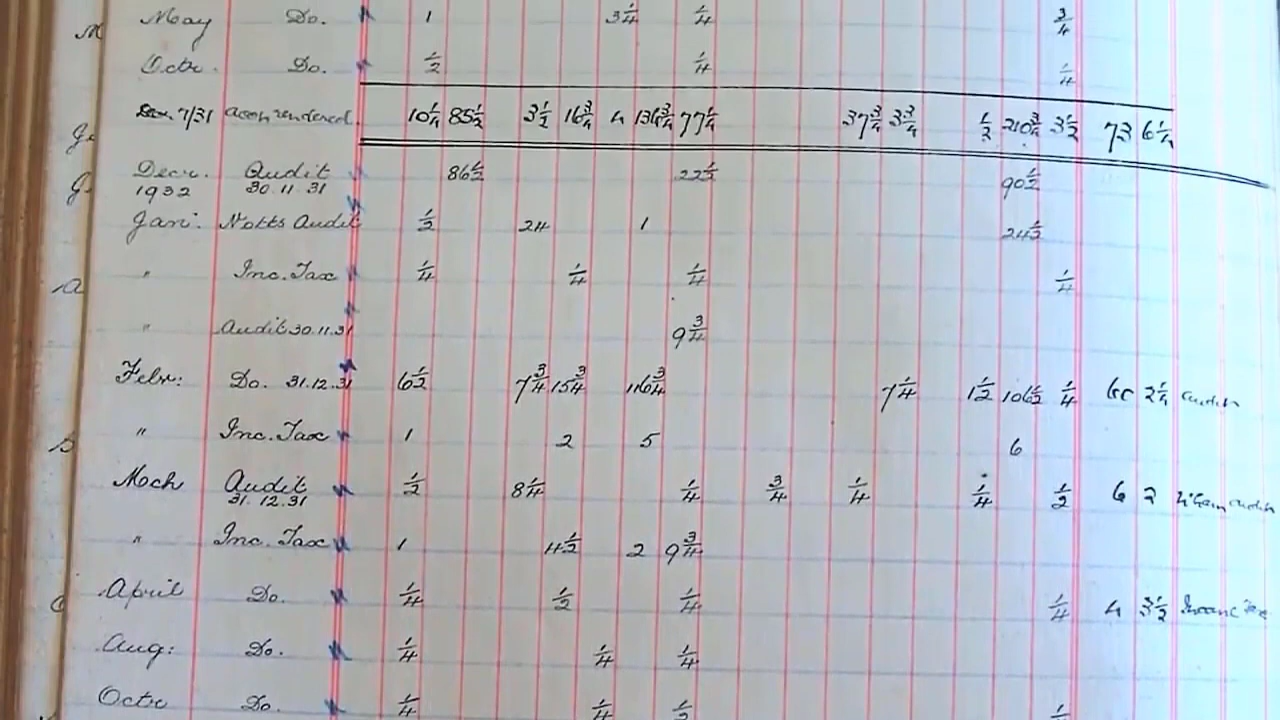 May Do. 1 3¼ ¼ ¾
Octr. Do. ½ ¼ ¼
Decr 7/31 Accn rendered. 10¼ 85½ 3½ 16¾ 4 77¼ 37¾ 3¾ ½ 210¾ 3½ 73 6¼
Decr. Audit 86½ 22½ 90½
1932 30.11.31
Jan: Notts Audit ½ 24 1 24½
" Inc. Tax ¼ ¼ ¼ ¼
" Audit 30.11.31 9¾
Febr: Do. 31.12.31 6½ 7¾ 15¾ 116¾ 7¼ 1½ 106½ ¼ 2¼ Audit
" Inc. Tax 1 2 5 6
Mch Audit ½ 8¼ ¼ ¾ ¼ ¼ ½ 6 2 Audit
31.12.31
" Inc. Tax 1 4½ 2 9¾
April Do. ¼ ½ ¼ ¼ 4 3½ Income Tax
Aug: Do. ¼ ¼ ¼
Octr Do. ¼ ¼ ½